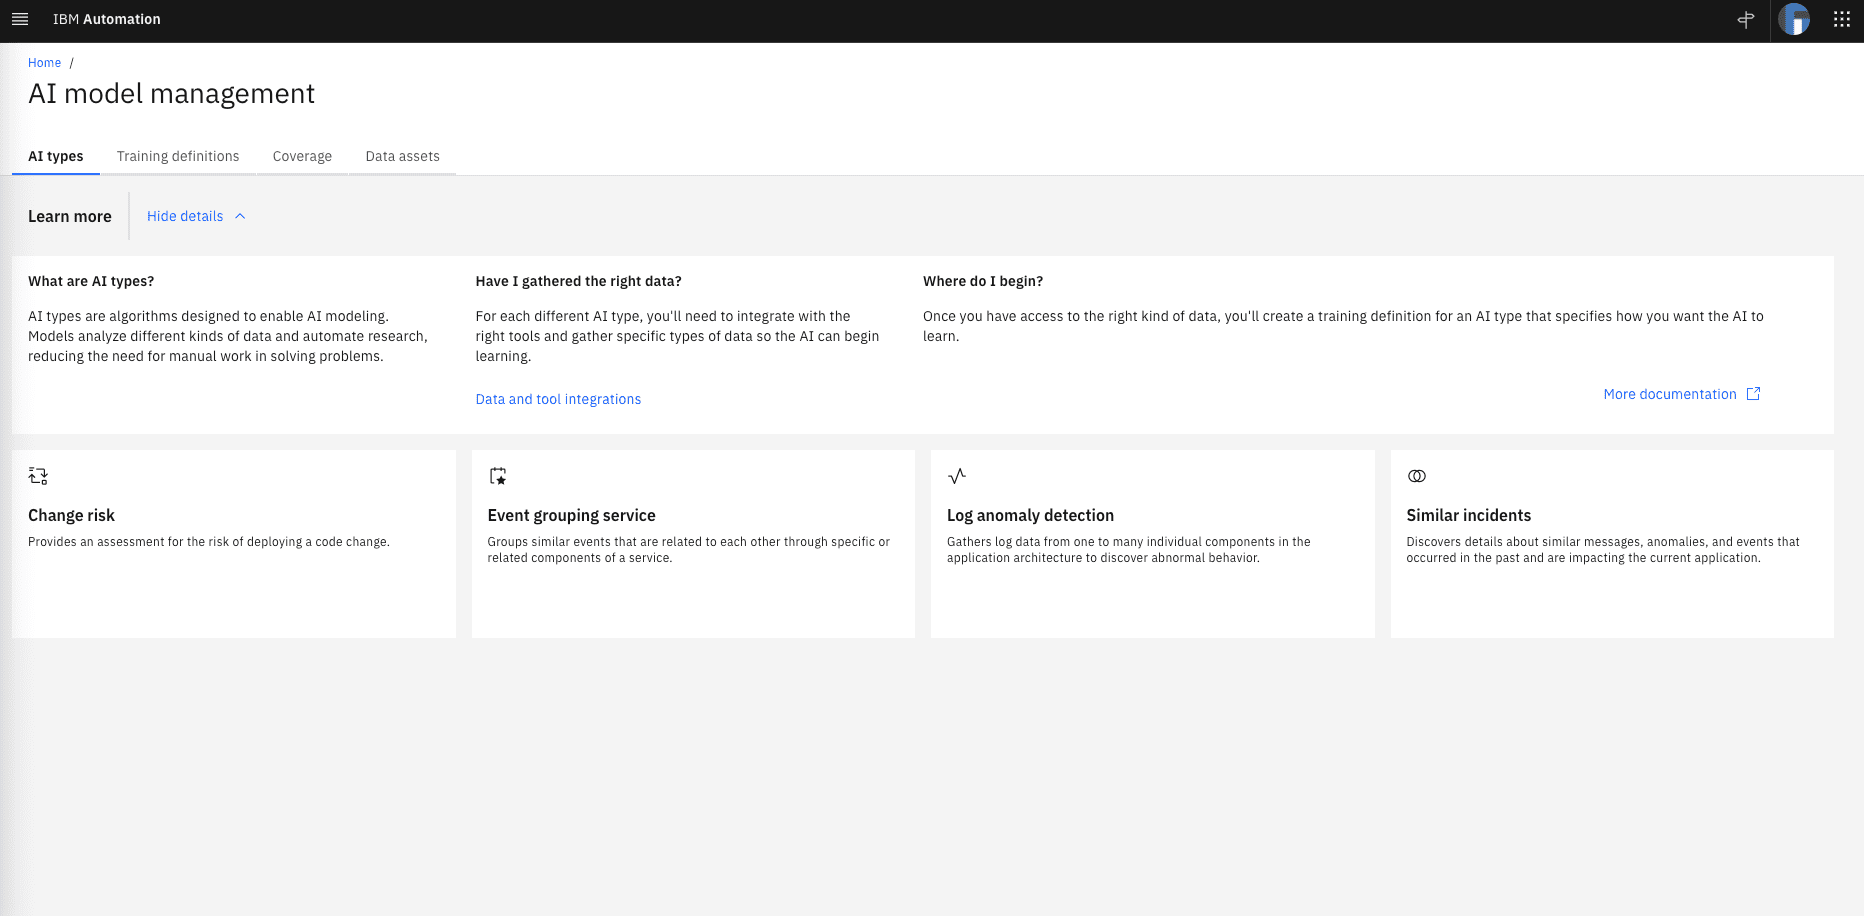 IBM Automation
Home /
AI model management
AI types
Training definitions
Coverage
Data assets
Learn more
Hide details
What are AI types?
AI types are algorithms designed to enable AI modeling.
Models analyze different kinds of data and automate research,
reducing the need for manual work in solving problems.
Have I gathered the right data?
For each different AI type, you'll need to integrate with the
right tools and gather specific types of data so the AI can begin
learning.
Data and tool integrations
Where do I begin?
Once you have access to the right kind of data, you'll create a training definition for an AI type that specifies how you want the AI to
learn.
More documentation
Change risk
Provides an assessment for the risk of deploying a code change.
Event grouping service
Groups similar events that are related to each other through specific or
related components of a service.
Log anomaly detection
Gathers log data from one to many individual components in the
application architecture to discover abnormal behavior.
Similar incidents
Discovers details about similar messages, anomalies, and events that
occurred in the past and are impacting the current application.